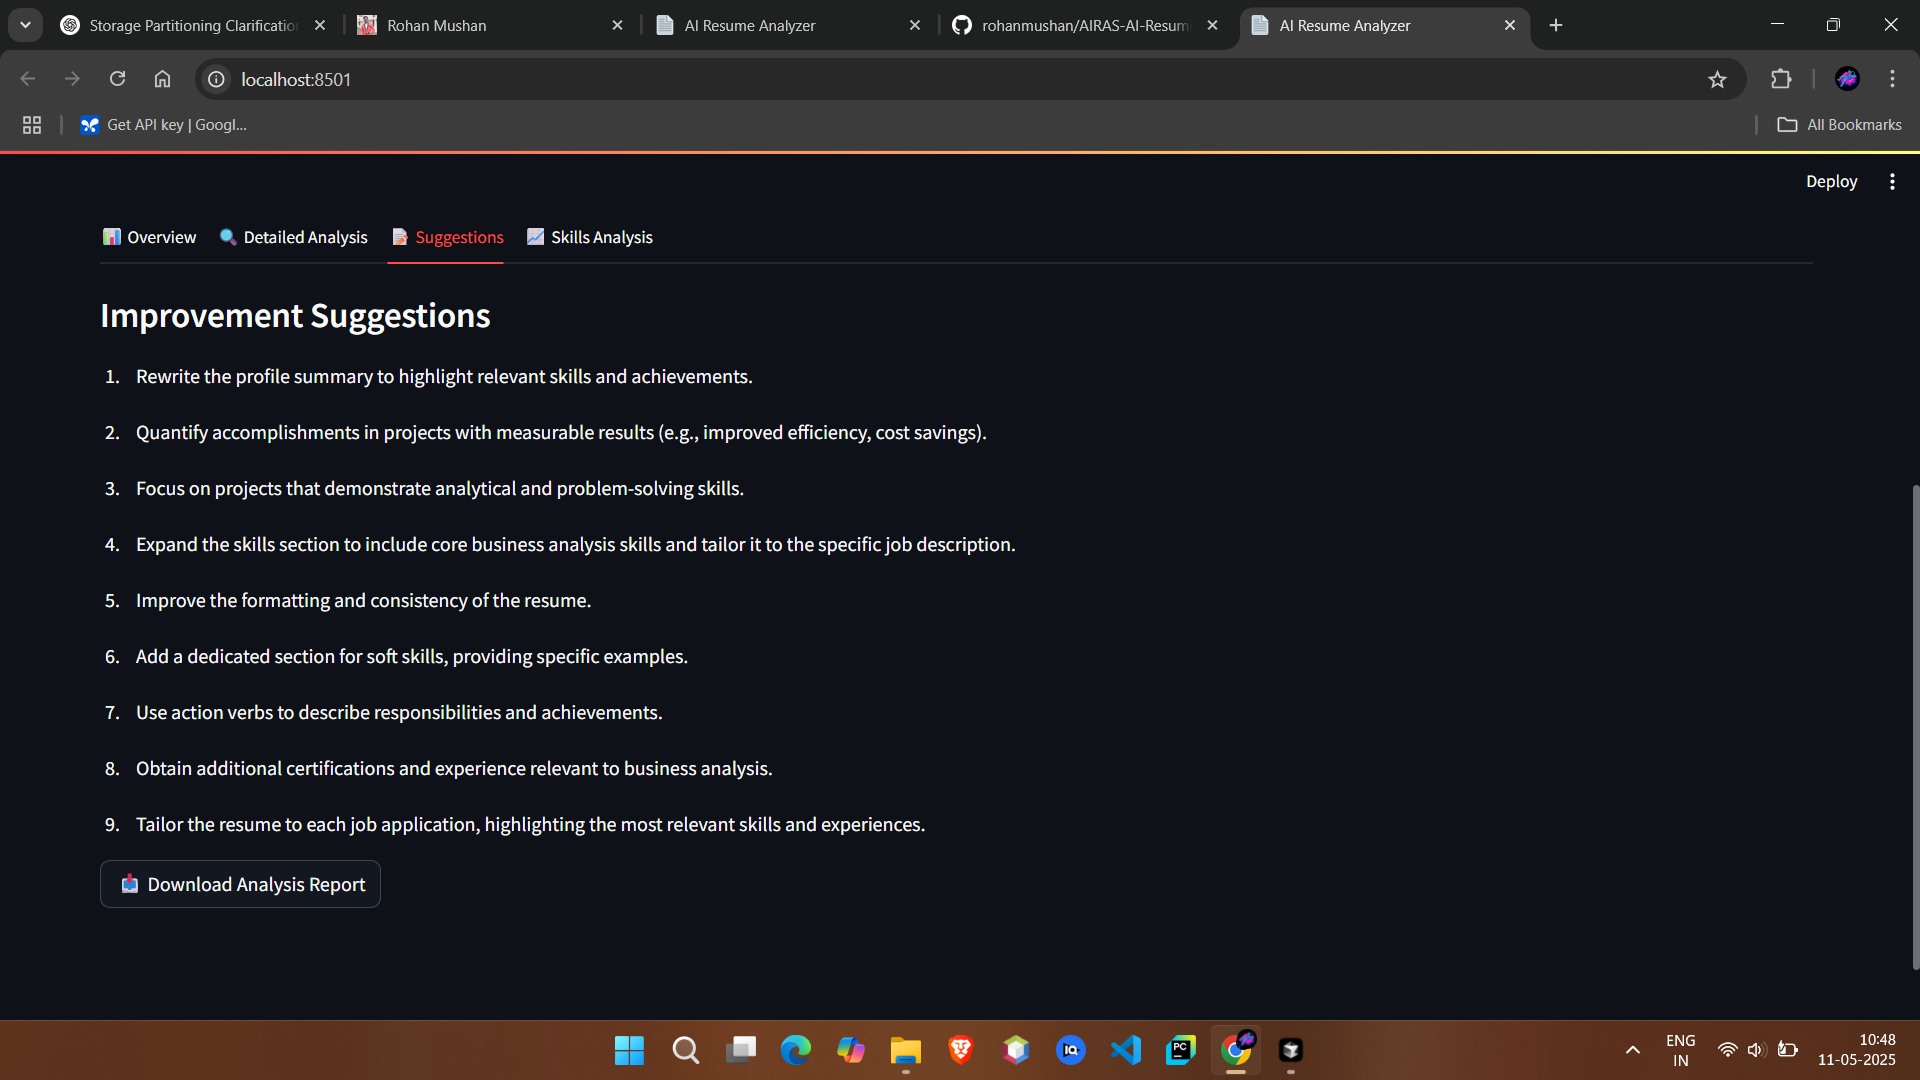 Storage Partitioning Clarificatio
Rohan Mushan
AI Resume Analyzer
rohanmushan/AIRAS-AI-Resum
AI Resume Analyzer
localhost:8501
Get API key | Googl...
All Bookmarks
Deploy
Overview
Detailed Analysis
Suggestions
Skills Analysis
Improvement Suggestions
1. Rewrite the profile summary to highlight relevant skills and achievements.
2. Quantify accomplishments in projects with measurable results (e.g., improved efficiency, cost savings).
3. Focus on projects that demonstrate analytical and problem-solving skills.
4. Expand the skills section to include core business analysis skills and tailor it to the specific job description.
5. Improve the formatting and consistency of the resume.
6. Add a dedicated section for soft skills, providing specific examples.
7. Use action verbs to describe responsibilities and achievements.
8. Obtain additional certifications and experience relevant to business analysis.
9. Tailor the resume to each job application, highlighting the most relevant skills and experiences.
Download Analysis Report
IQ
PC
ENG
IN
10:48
11-05-2025